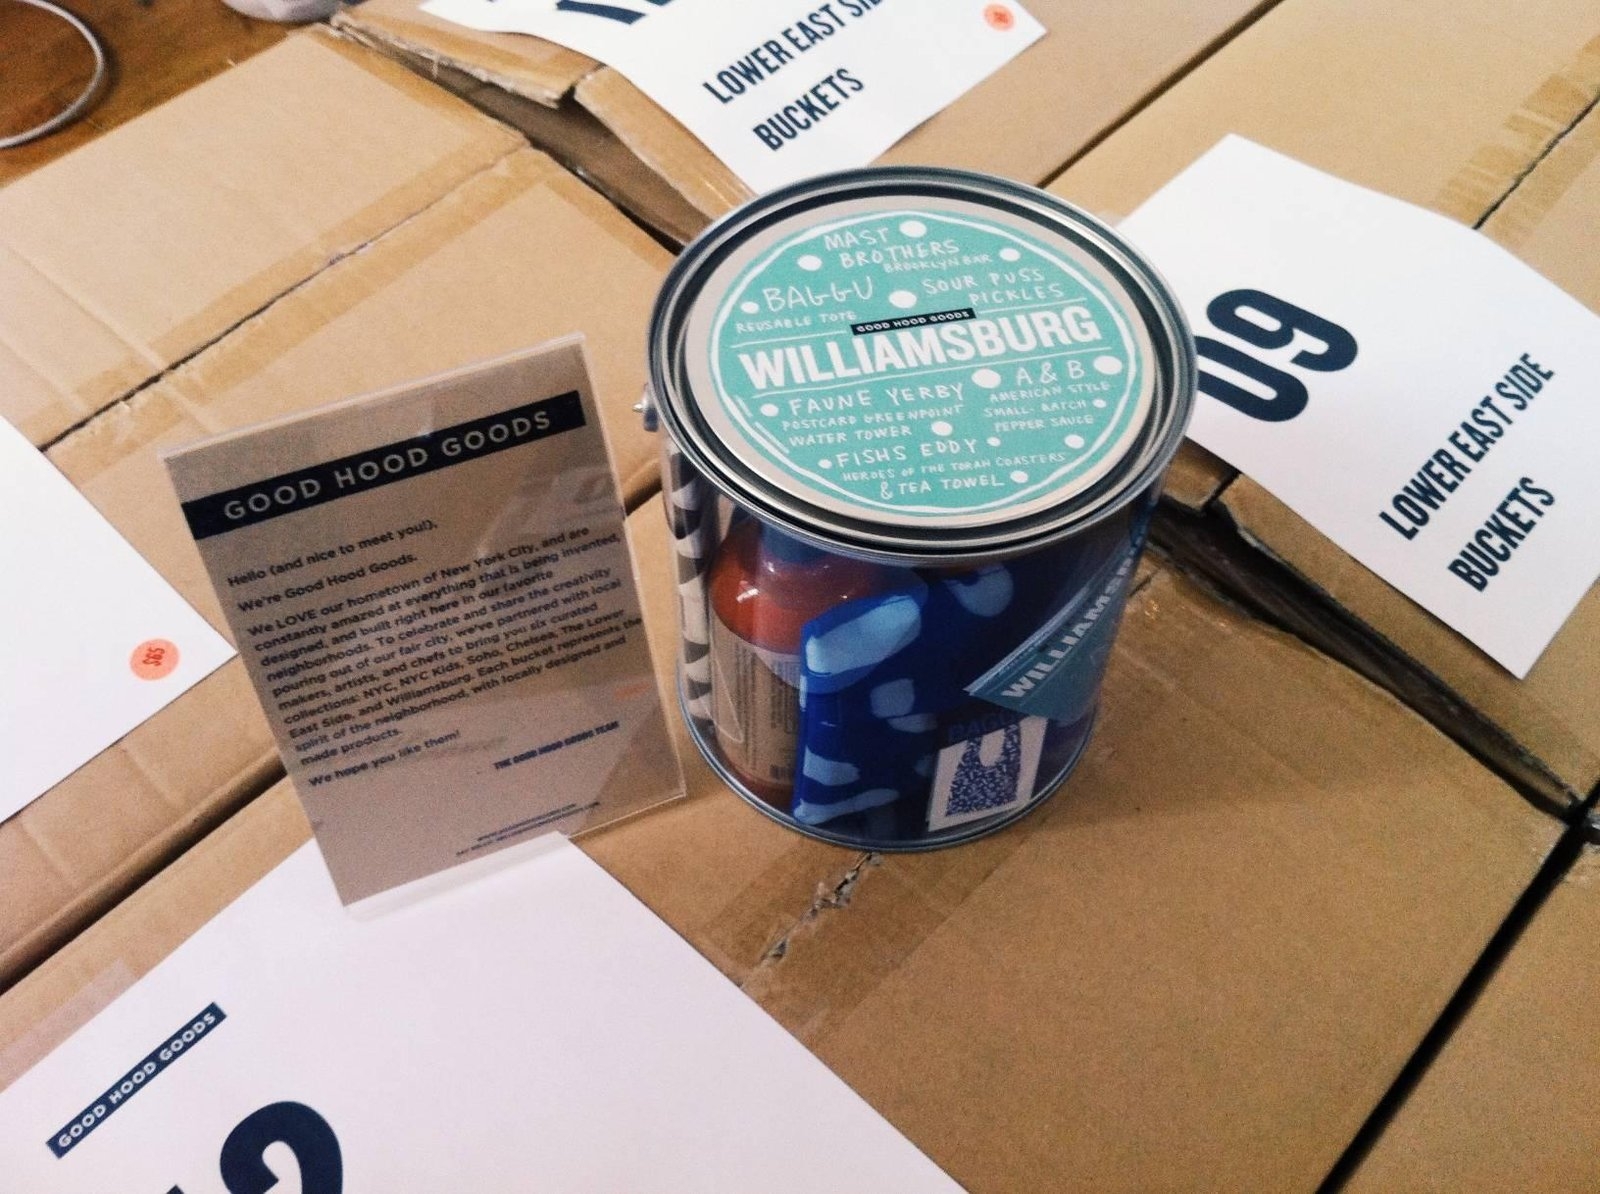 LOWER EAST SIDE
BUCKETS
MAST
BROTHERS
BROOKLYN BAR
BAGGU
REUSABLE TOTE
SOUR PUSS
PICKLES
GOOD HOOD GOODS
WILLIAMSBURG
FAUNE YERBY
POSTCARD GREENPOINT
WATER TOWER
A & B
AMERICAN STYLE
SMALL-BATCH
PEPPER SAUCE
FISHS EDDY
HEROES OF THE TORAH COASTERS
& TEA TOWEL
09
LOWER EAST SIDE
BUCKETS
GOOD HOOD GOODS
Hello (and nice to meet you!),
We're Good Hood Goods.
We LOVE our hometown of New York City, and are
constantly amazed at everything that is being invented,
designed, and built right here in our favorite
neighborhoods. To celebrate and share the creativity
pouring out of our fair city, we've partnered with local
makers, artists, and chefs to bring you six curated
collections: NYC, NYC Kids, Soho, Chelsea, The Lower
East Side, and Williamsburg. Each bucket represents the
spirit of the neighborhood, with locally designed and
made products.
We hope you like them!
THE GOOD HOOD GOODS TEAM
BAGGU
$65
GOOD HOOD GOODS